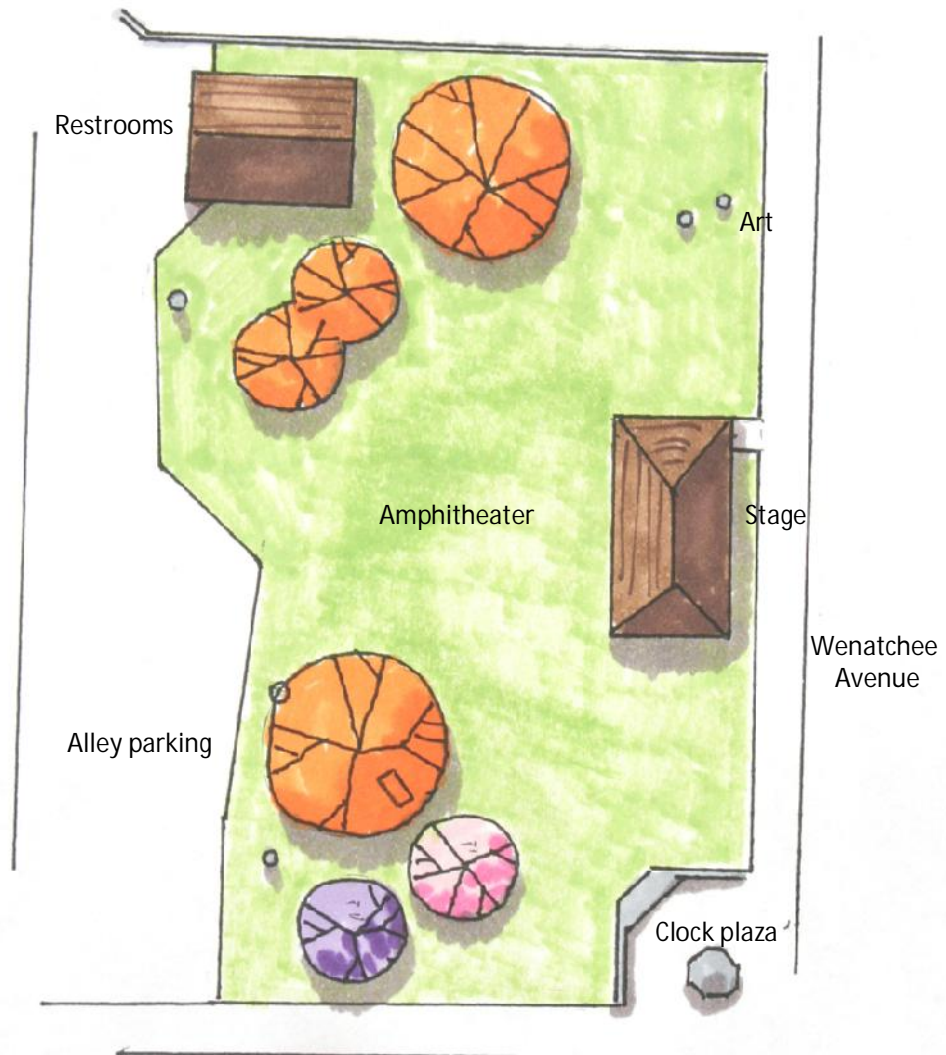 Restrooms
Art
Amphitheater
Stage
Wenatchee
Avenue
Alley parking
Clock plaza